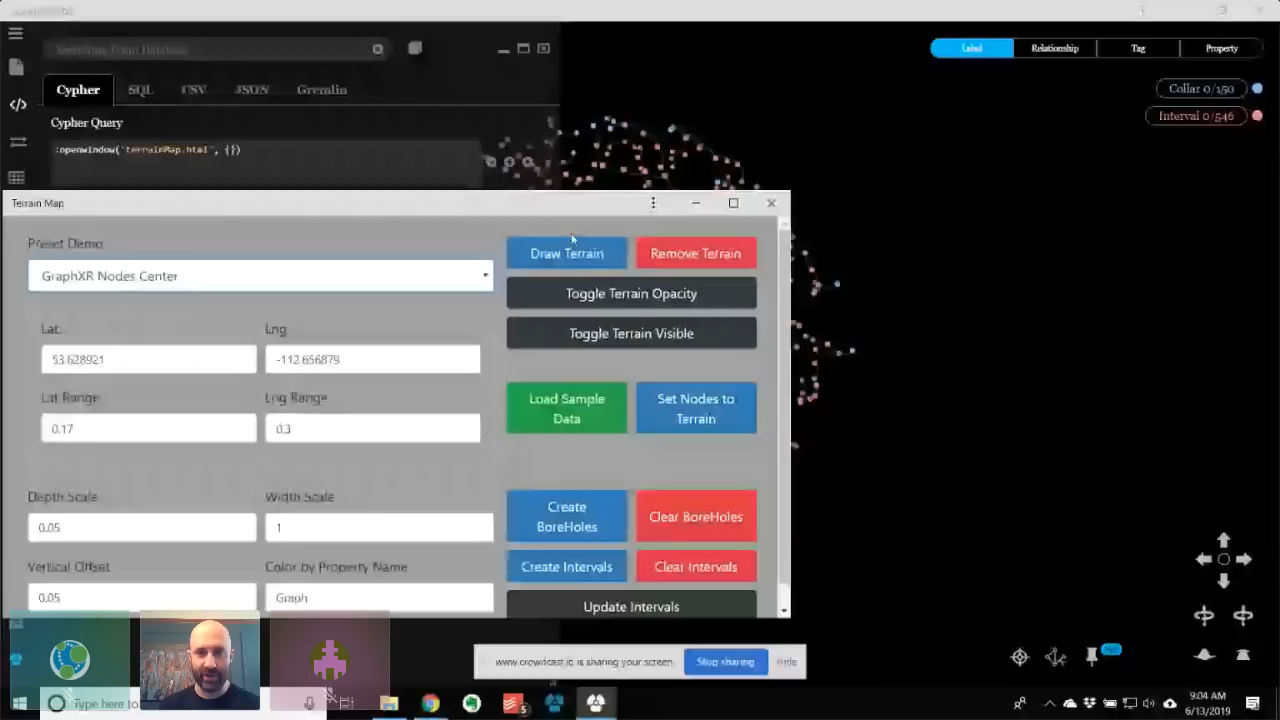 Label Relationship Tag Property
Cypher SQL CSV JSON Gremlin
Collar 0/150
Interval 0/546
Cypher Query
:openwindow('terrainMap.html', {})
Terrain Map
Preset Demo
GraphXR Nodes Center
Draw Terrain Remove Terrain
Toggle Terrain Opacity
Toggle Terrain Visible
Lat. Lng
53.628921 -112.656879
Lat Range Lng Range
0.17 0.3
Load Sample Data
Set Nodes to Terrain
Depth Scale Width Scale
0.05 1
Create BoreHoles
Clear BoreHoles
Vertical Offset Color by Property Name
0.05 Graph
Create Intervals Clear Intervals
Update Intervals
www.crowdcast.io is sharing your screen. Stop sharing Hide
Type here to
9:04 AM
6/13/2019